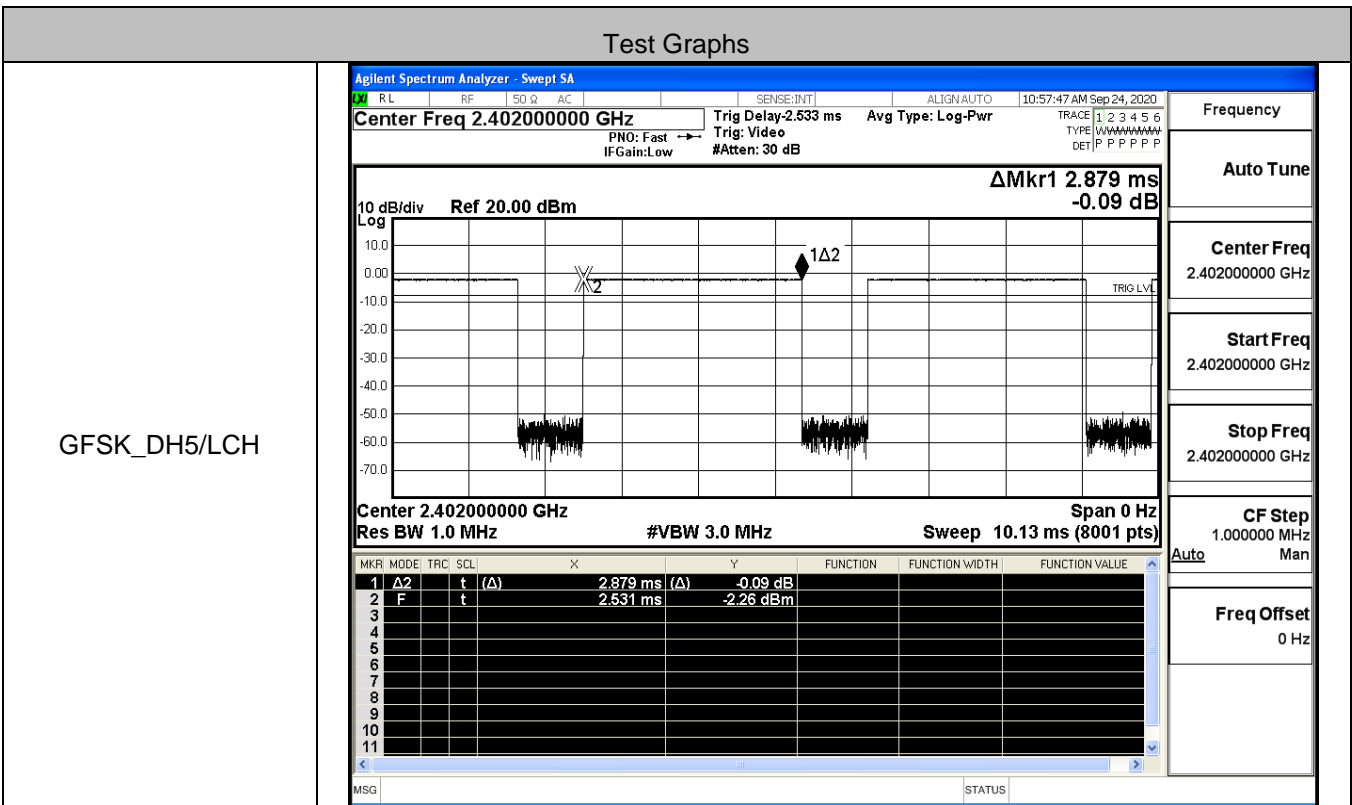 Test Graphs
GFSK_DH5/LCH
Agilent Spectrum Analyzer - Swept SA
LXI RL RF 50 Ω AC SENSE:INT ALIGN AUTO 10:57:47 AM Sep 24, 2020
Center Freq 2.402000000 GHz
PNO: Fast
IFGain:Low
Trig Delay-2.533 ms
Trig: Video
#Atten: 30 dB
Avg Type: Log-Pwr
TRACE 1 2 3 4 5 6
TYPE WWWWWWWW
DET P P P P P P
ΔMkr1 2.879 ms
-0.09 dB
10 dB/div Ref 20.00 dBm
Log
10.0
0.00
-10.0
-20.0
-30.0
-40.0
-50.0
-60.0
-70.0
1Δ2
2
TRIG LVL
Center 2.402000000 GHz Span 0 Hz
Res BW 1.0 MHz #VBW 3.0 MHz Sweep 10.13 ms (8001 pts)
MKR MODE TRC SCL X Y FUNCTION FUNCTION WIDTH FUNCTION VALUE
1 Δ2 t (Δ) 2.879 ms (Δ) -0.09 dB
2 F t 2.531 ms -2.26 dBm
3
4
5
6
7
8
9
10
11
MSG STATUS
Frequency
Auto Tune
Center Freq
2.402000000 GHz
Start Freq
2.402000000 GHz
Stop Freq
2.402000000 GHz
CF Step
1.000000 MHz
Auto Man
Freq Offset
0 Hz